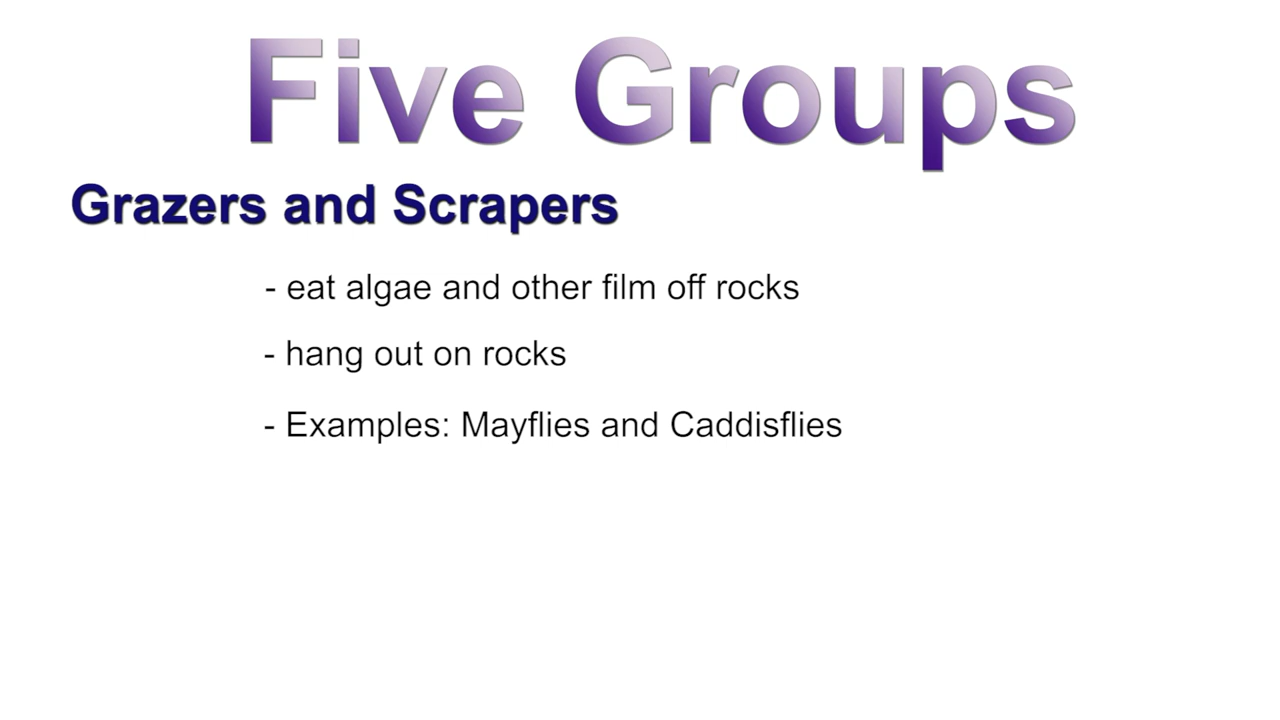 Five Groups
Grazers and Scrapers
- eat algae and other film off rocks
- hang out on rocks
- Examples: Mayflies and Caddisflies